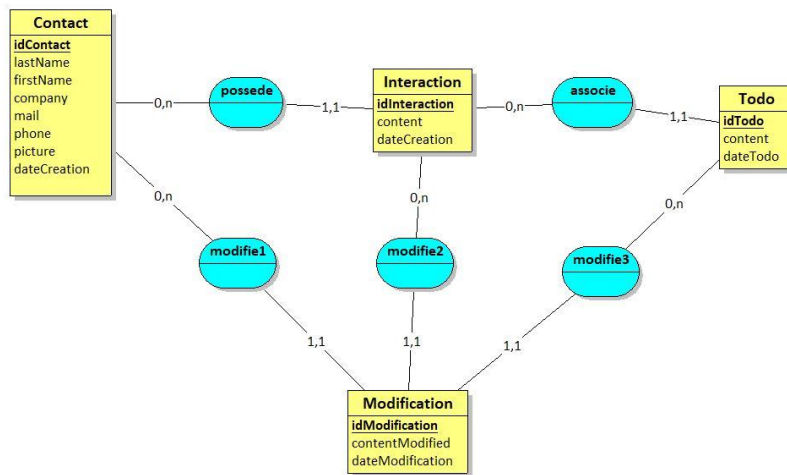 Contact
idContact
lastName
firstName
company
mail
phone
picture
dateCreation
0,n
possede
1,1
Interaction
idInteraction
content
dateCreation
0,n
associe
1,1
Todo
idTodo
content
dateTodo
0,n
modifie1
1,1
0,n
modifie2
1,1
0,n
modifie3
1,1
Modification
idModification
contentModified
dateModification